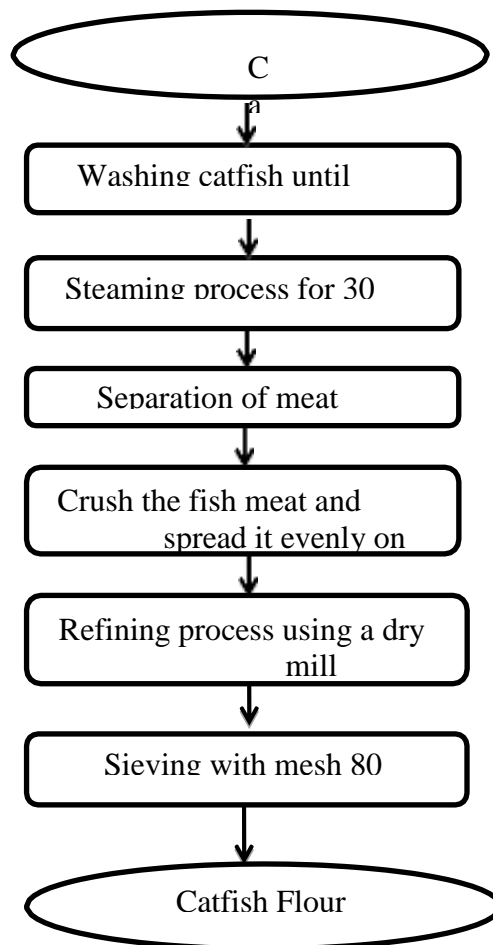 C
a
Washing catfish until
Steaming process for 30
Separation of meat
Crush the fish meat and
spread it evenly on
Refining process using a dry
mill
Sieving with mesh 80
Catfish Flour